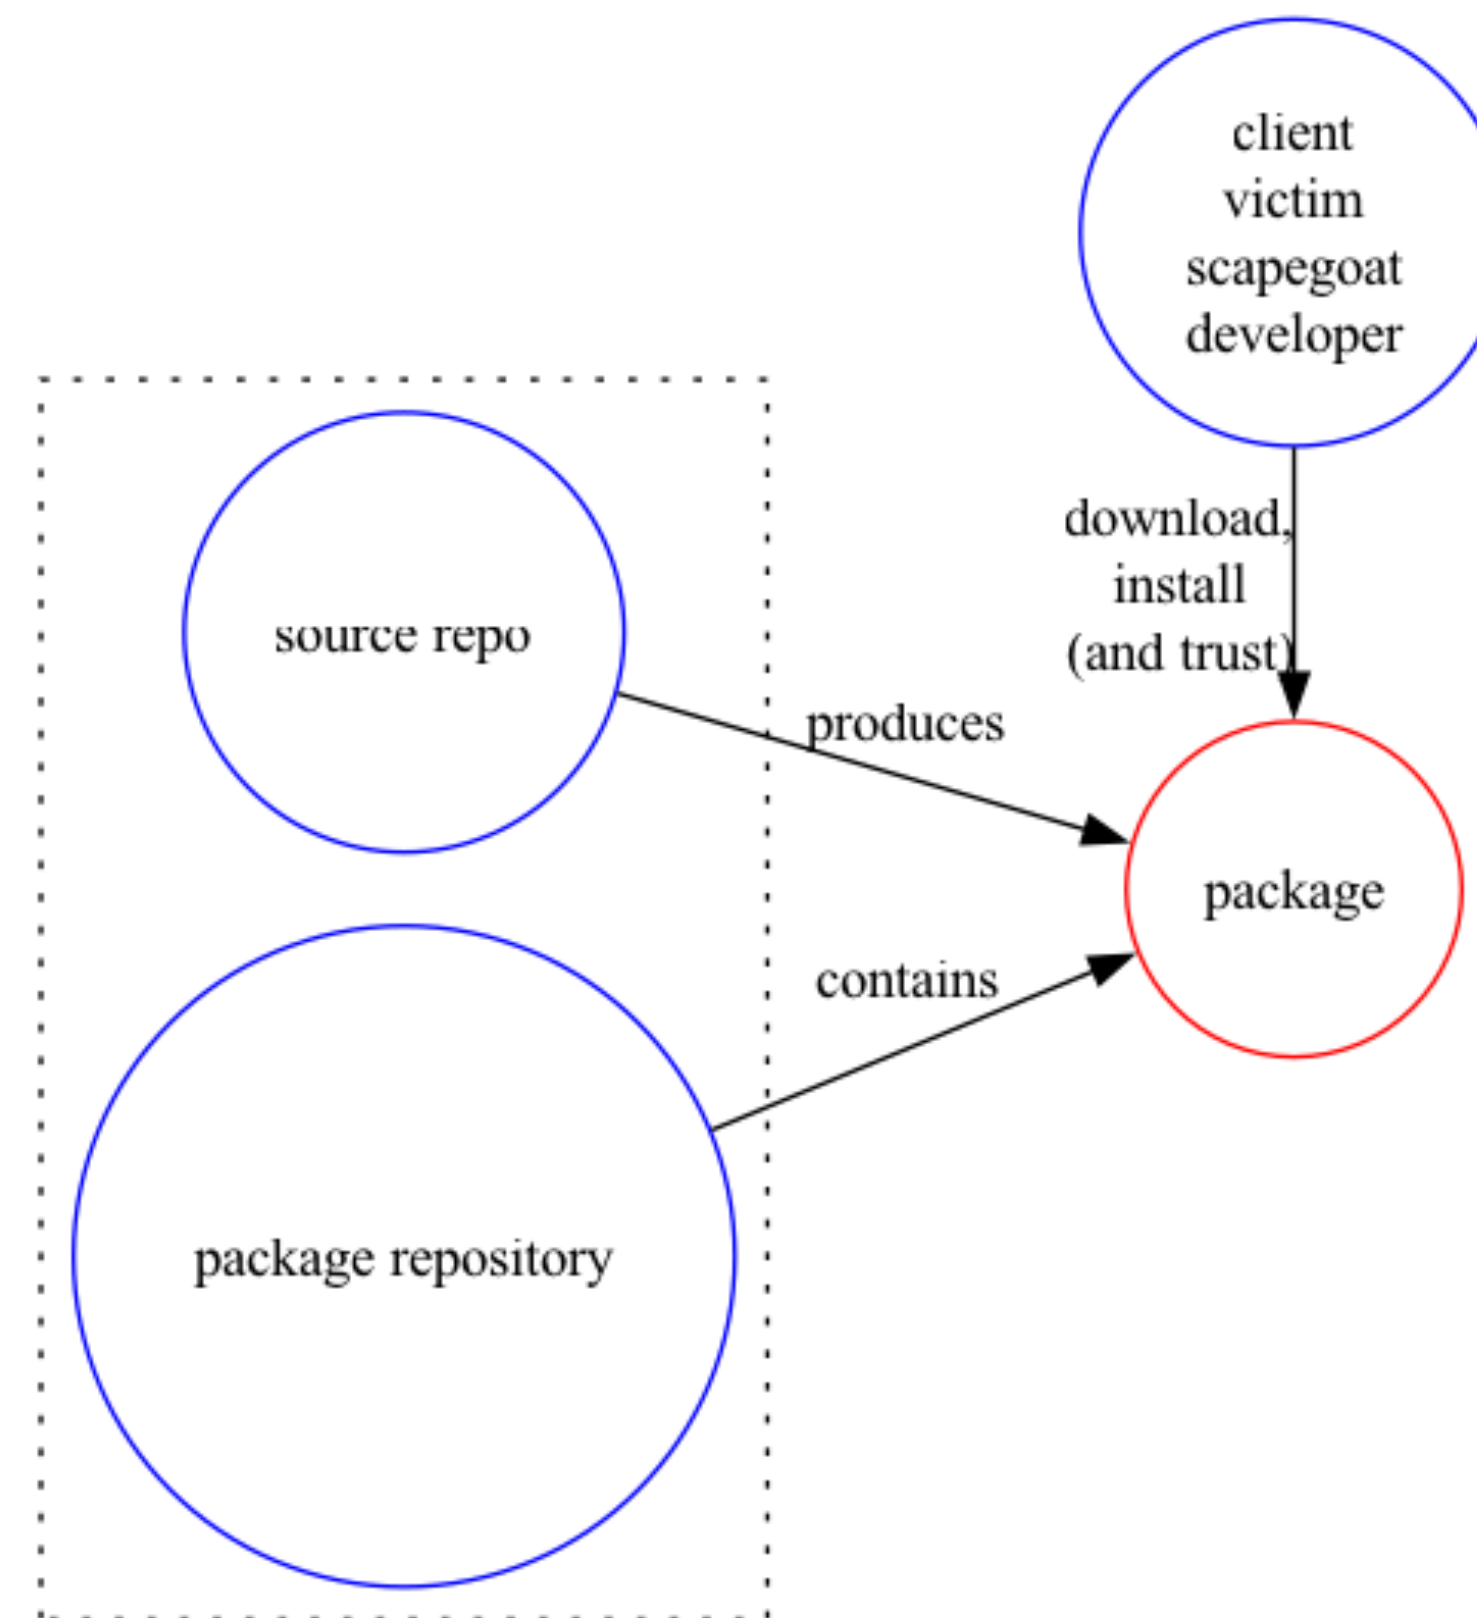 client
victim
scapegoat
developer
download,
install
(and trust)
source repo
produces
package
contains
package repository